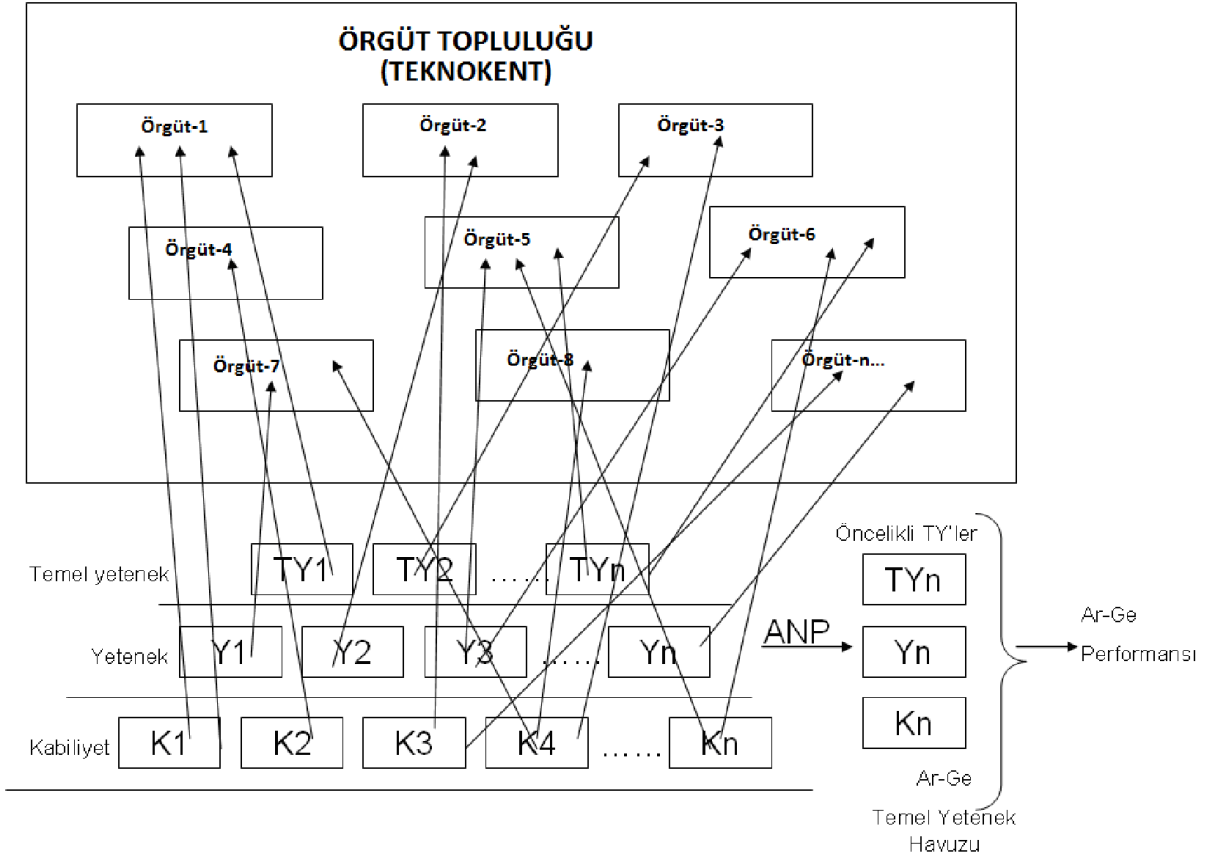 ÖRGÜT TOPLULUĞU
(TEKNOKENT)
Örgüt-1
Örgüt-2
Örgüt-3
Örgüt-4
Örgüt-5
Örgüt-6
Örgüt-7
Örgüt-8
Örgüt-n...
Temel yetenek
TY1
TY2
......
TYn
Yetenek
Y1
Y2
Y3
......
Yn
Kabiliyet
K1
K2
K3
K4
......
Kn
ANP
Öncelikli TY'ler
TYn
Yn
Kn
Ar-Ge
Temel Yetenek
Havuzu
Ar-Ge
Performansı